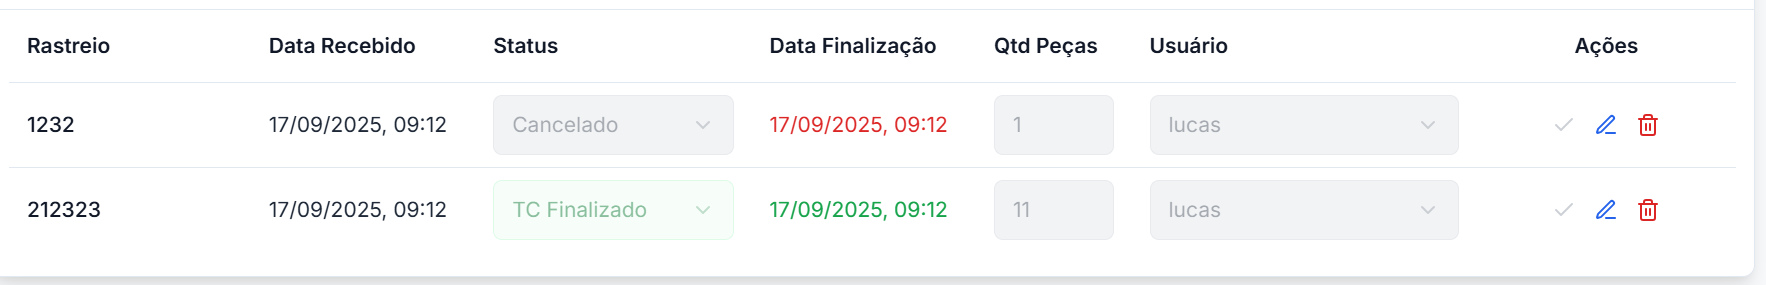 Rastreio Data Recebido Status Data Finalização Qtd Peças Usuário Ações
1232 17/09/2025, 09:12 Cancelado 17/09/2025, 09:12 1 lucas
212323 17/09/2025, 09:12 TC Finalizado 17/09/2025, 09:12 11 lucas